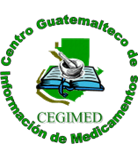 Centro Guatemalteco de
CEGIMED
Información de Medicamentos